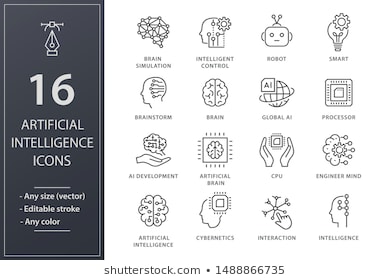 16
ARTIFICIAL
INTELLIGENCE
ICONS
- Any size (vector)
- Editable stroke
- Any color
BRAIN
SIMULATION
INTELLIGENT
CONTROL
ROBOT
SMART
BRAINSTORM
BRAIN
AI
GLOBAL AI
PROCESSOR
AI DEVELOPMENT
ARTIFICIAL
BRAIN
CPU
ENGINEER MIND
ARTIFICIAL
INTELLIGENCE
CYBERNETICS
INTERACTION
INTELLIGENCE
shutterstock.com • 1488866735